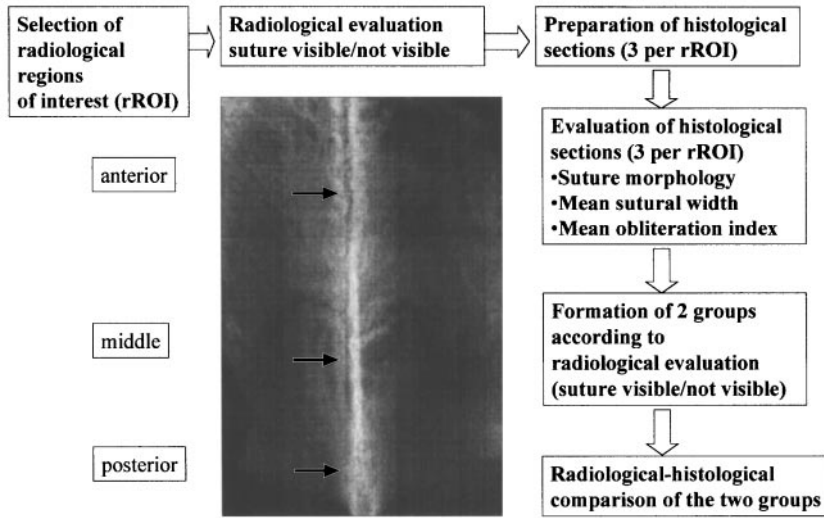 Selection of
radiological
regions
of interest (rROI)
Radiological evaluation
suture visible/not visible
Preparation of histological
sections (3 per rROI)
Evaluation of histological
sections (3 per rROI)
•Suture morphology
•Mean sutural width
•Mean obliteration index
Formation of 2 groups
according to
radiological evaluation
(suture visible/not visible)
Radiological-histological
comparison of the two groups
anterior
middle
posterior